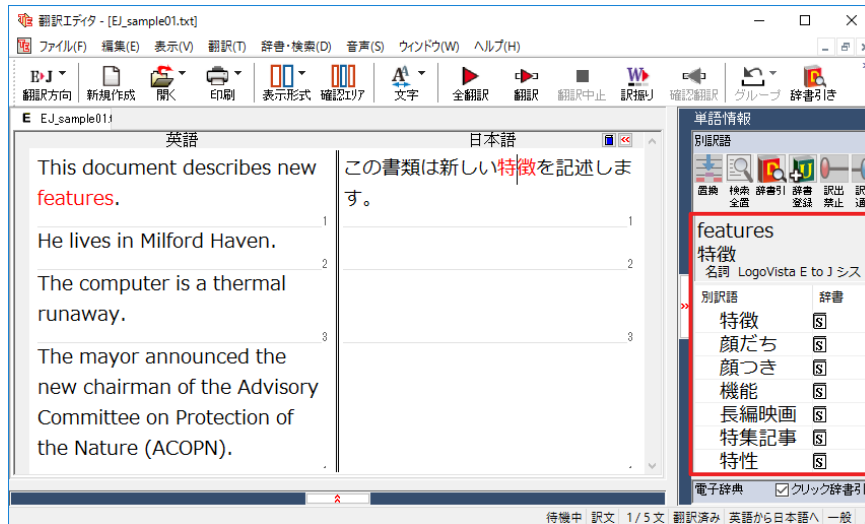 翻訳エディタ - [EJ_sample01.txt]
ファイル(F) 編集(E) 表示(V) 翻訳(T) 辞書・検索(D) 音声(S) ウィンドウ(W) ヘルプ(H)
翻訳方向 新規作成 開く 印刷 表示形式 確認エリア 文字 全翻訳 翻訳 翻訳中止 訳振り 確認翻訳 グループ 辞書引き
E EJ_sample01.t
英語 日本語
This document describes new
features.
1
この書類は新しい特徴を記述しま
す。
1
He lives in Milford Haven.
2
2
The computer is a thermal
runaway.
3
3
The mayor announced the
new chairman of the Advisory
Committee on Protection of
the Nature (ACOPN).
単語情報
別訳語
置換 検索全置 辞書引 辞書登録 訳出禁止
features
特徴
名詞 LogoVista E to J シス
別訳語 辞書
特徴 S
顔だち S
顔つき S
機能 S
長編映画 S
特集記事 S
特性 S
電子辞典 クリック辞書引
待機中 訳文 1/5文 翻訳済み 英語から日本語へ 一般